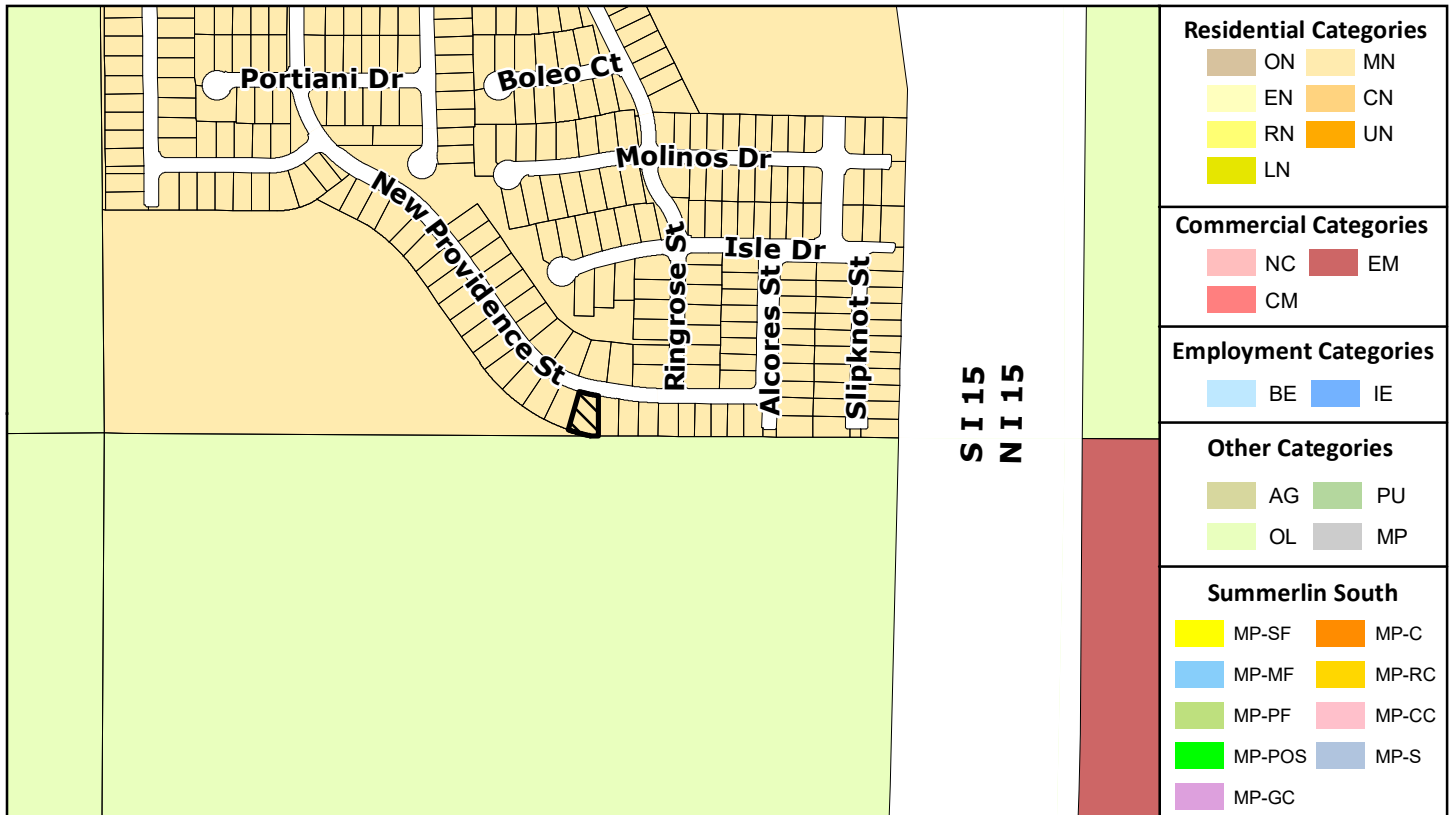 Portiani Dr
Boleo Ct
Molinos Dr
New Providence St
Isle Dr
Ringrose St
Alcores St
Slipknot St
S I 15
N I 15
Residential Categories
ON MN
EN CN
RN UN
LN
Commercial Categories
NC EM
CM
Employment Categories
BE IE
Other Categories
AG PU
OL MP
Summerlin South
MP-SF MP-C
MP-MF MP-RC
MP-PF MP-CC
MP-POS MP-S
MP-GC